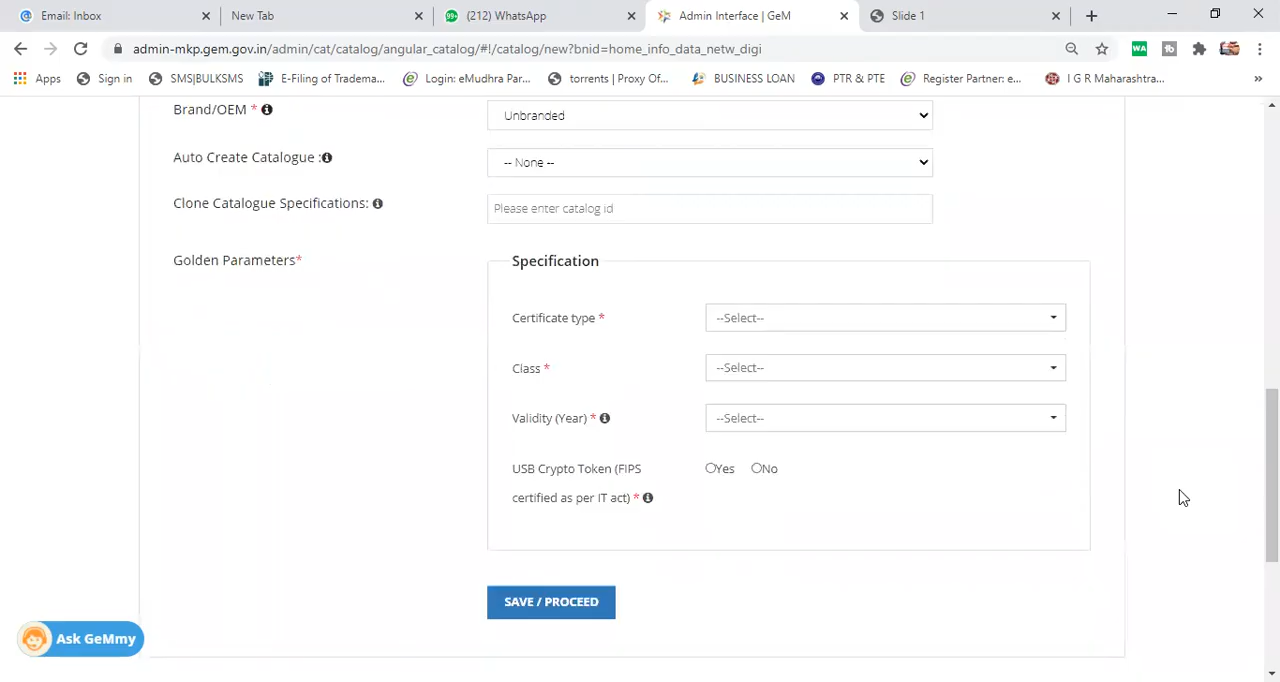 Email: Inbox
New Tab
(212) WhatsApp
Admin Interface | GeM
Slide 1
admin-mkp.gem.gov.in/admin/cat/catalog/angular_catalog/#!/catalog/new?bnid=home_info_data_netw_digi
WA
Apps
Sign in
SMS|BULKSMS
E-Filing of Tradema...
Login: eMudhra Par...
torrents | Proxy Of...
BUSINESS LOAN
PTR & PTE
Register Partner: e...
I G R Maharashtra...
»
Brand/OEM *
Unbranded
Auto Create Catalogue :
-- None --
Clone Catalogue Specifications:
Please enter catalog id
Golden Parameters*
Specification
Certificate type *
--Select--
Class *
--Select--
Validity (Year) *
--Select--
USB Crypto Token (FIPS
certified as per IT act) *
Yes
No
SAVE / PROCEED
Ask GeMmy